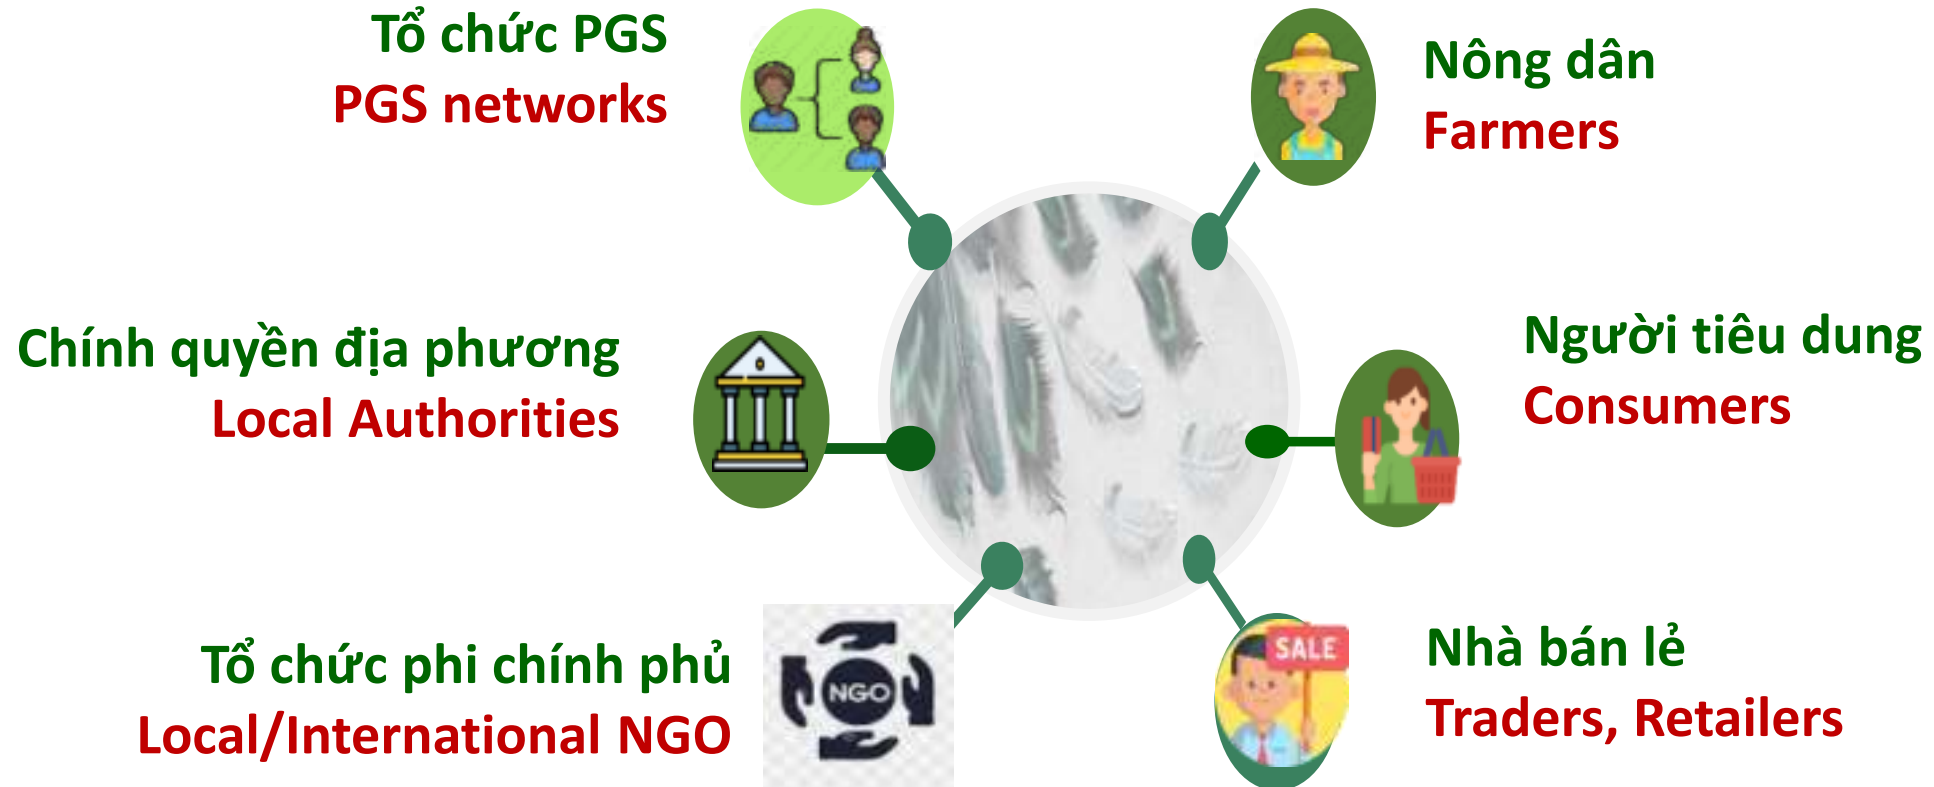 Tổ chức PGS
PGS networks
Nông dân
Farmers
Chính quyền địa phương
Local Authorities
Người tiêu dung
Consumers
Tổ chức phi chính phủ
Local/International NGO
NGO
SALE
Nhà bán lẻ
Traders, Retailers